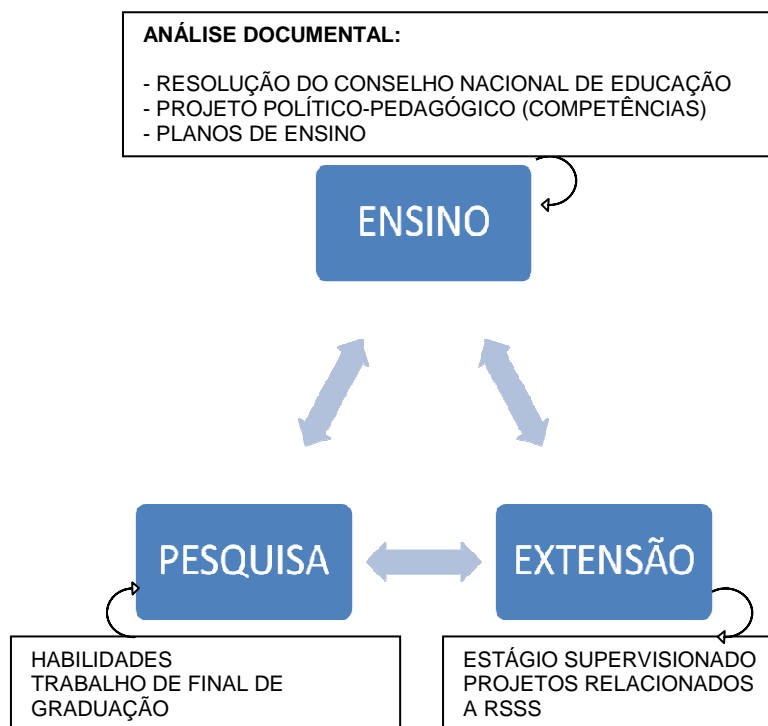 ANÁLISE DOCUMENTAL:
- RESOLUÇÃO DO CONSELHO NACIONAL DE EDUCAÇÃO
- PROJETO POLÍTICO-PEDAGÓGICO (COMPETÊNCIAS)
- PLANOS DE ENSINO
ENSINO
PESQUISA
EXTENSÃO
HABILIDADES
TRABALHO DE FINAL DE
GRADUAÇÃO
ESTÁGIO SUPERVISIONADO
PROJETOS RELACIONADOS
A RSSS